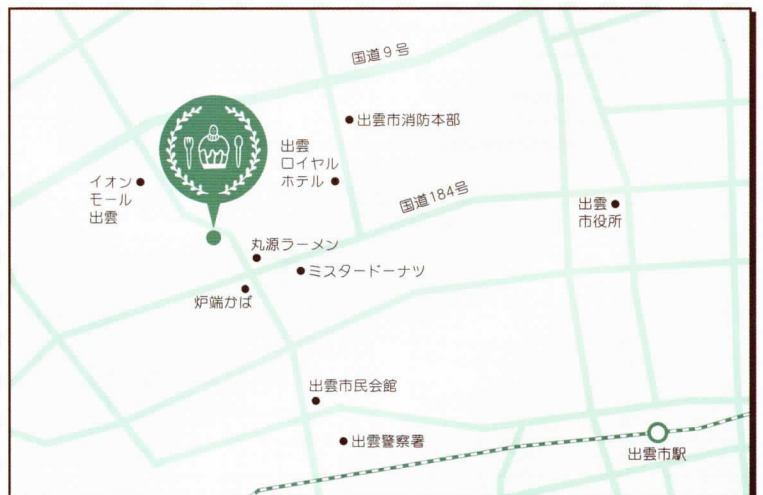 国道9号
出雲市消防本部
出雲
ロイヤル
ホテル
イオン
モール
出雲
国道184号
出雲
市役所
丸源ラーメン
ミスタードーナツ
炉端かば
出雲市民会館
出雲警察署
出雲市駅